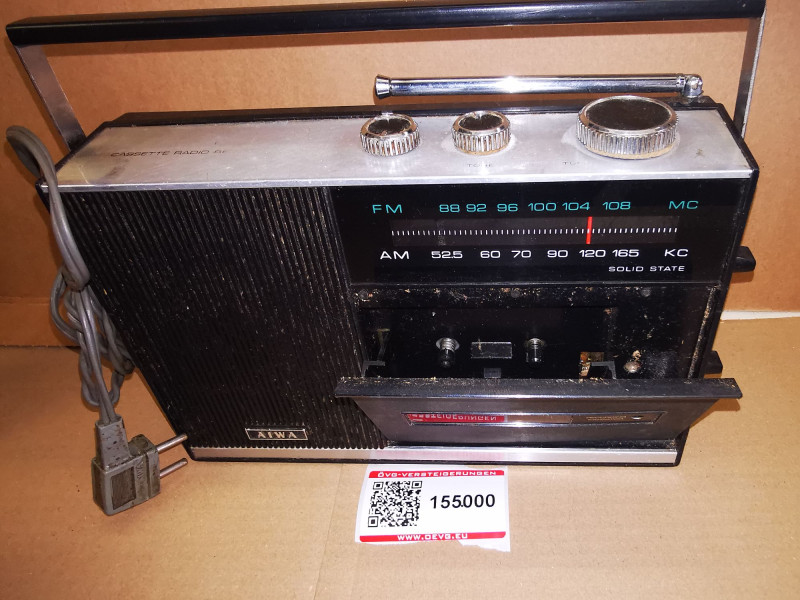 CASSETTE RADIO
FM 88 92 96 100 104 108 MC
AM 52.5 60 70 90 120 165 KC
SOLID STATE
AIWA
ÖVG-VERSTEIGERUNGEN
155000
WWW.OEVG.EU